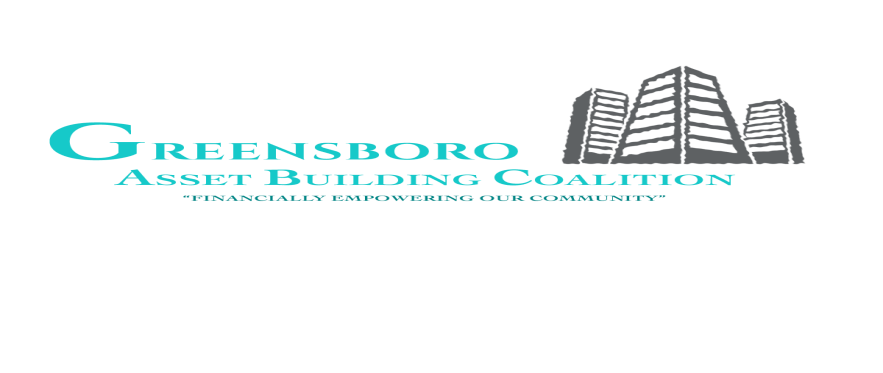 GREENSBORO
ASSET BUILDING COALITION
"FINANCIALLY EMPOWERING OUR COMMUNITY"